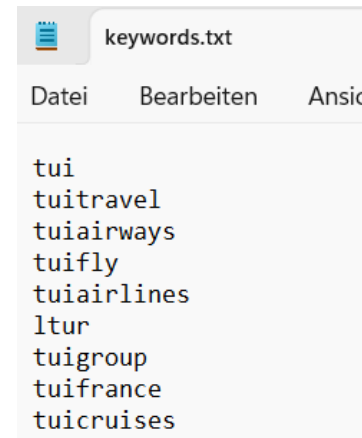 keywords.txt
Datei Bearbeiten
tui
tuitravel
tuiairways
tuifly
tuiairlines
ltur
tuigroup
tuifrance
tuicruises